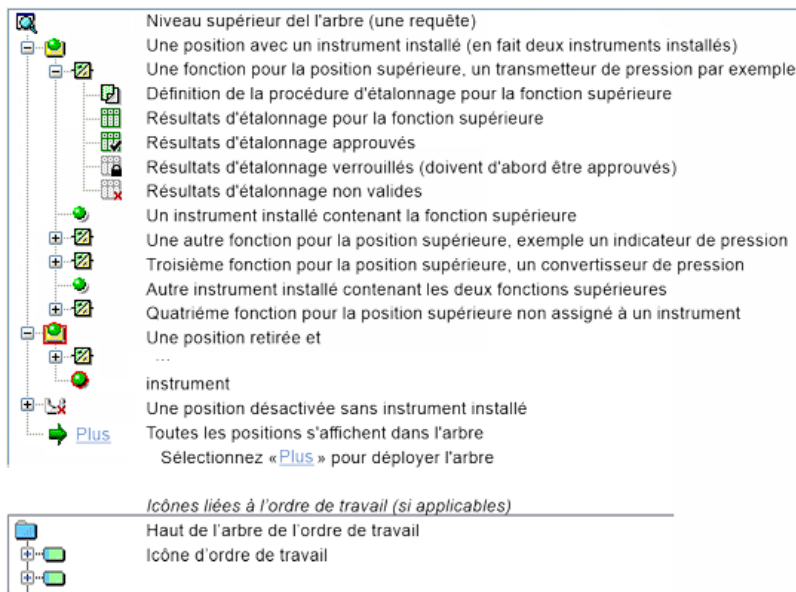 Niveau supérieur del l'arbre (une requête)
Une position avec un instrument installé (en fait deux instruments installés)
Une fonction pour la position supérieure, un transmetteur de pression par exemple
Définition de la procédure d'étalonnage pour la fonction supérieure
Résultats d'étalonnage pour la fonction supérieure
Résultats d'étalonnage approuvés
Résultats d'étalonnage verrouillés (doivent d'abord être approuvés)
Résultats d'étalonnage non valides
Un instrument installé contenant la fonction supérieure
Une autre fonction pour la position supérieure, exemple un indicateur de pression
Troisième fonction pour la position supérieure, un convertisseur de pression
Autre instrument installé contenant les deux fonctions supérieures
Quatriéme fonction pour la position supérieure non assigné à un instrument
Une position retirée et
...
instrument
Une position désactivée sans instrument installé
Plus Toutes les positions s'affichent dans l'arbre
Sélectionnez «Plus» pour déployer l'arbre
Icônes liées à l'ordre de travail (si applicables)
Haut de l'arbre de l'ordre de travail
Icône d'ordre de travail